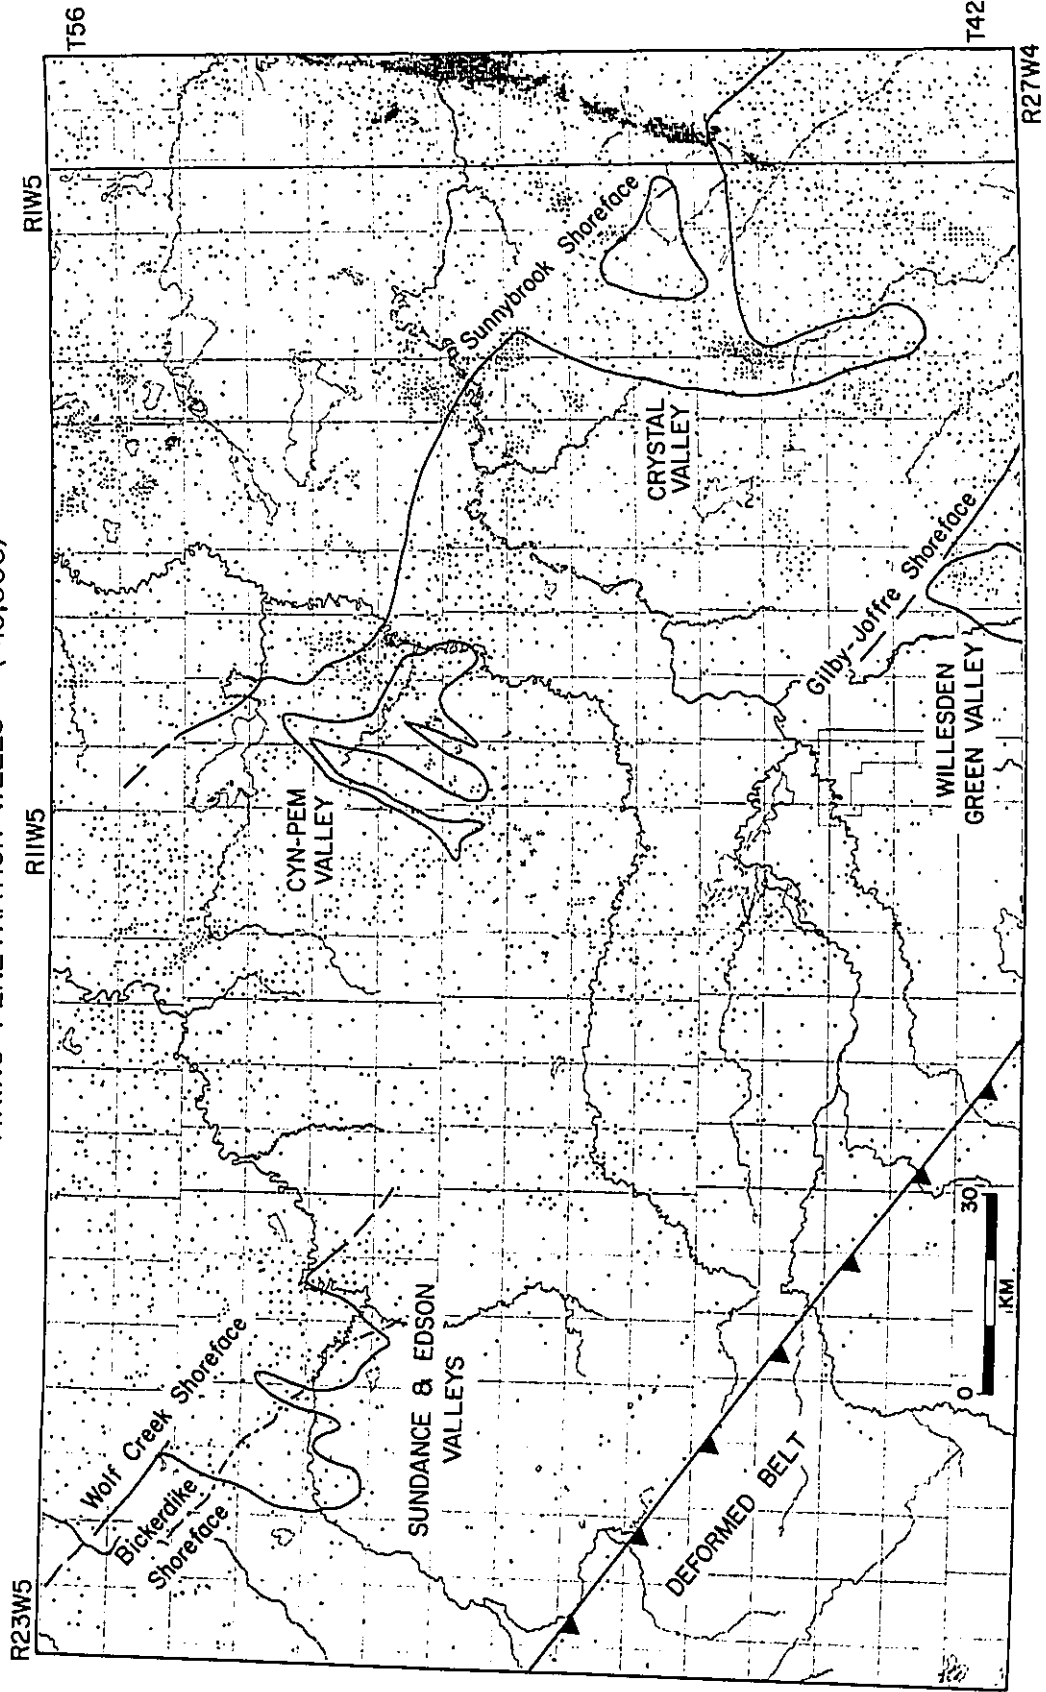 R23W5
R11W5
R1W5
T56
T42
R27W4
Wolf Creek Shoreface
Bickerdike
Shoreface
SUNDANCE & EDSON
VALLEYS
CYN-PEM
VALLEY
Sunnybrook Shoreface
CRYSTAL
VALLEY
Gilby-Joffre Shoreface
WILLESDEN
GREEN VALLEY
DEFORMED BELT
0
30
KM